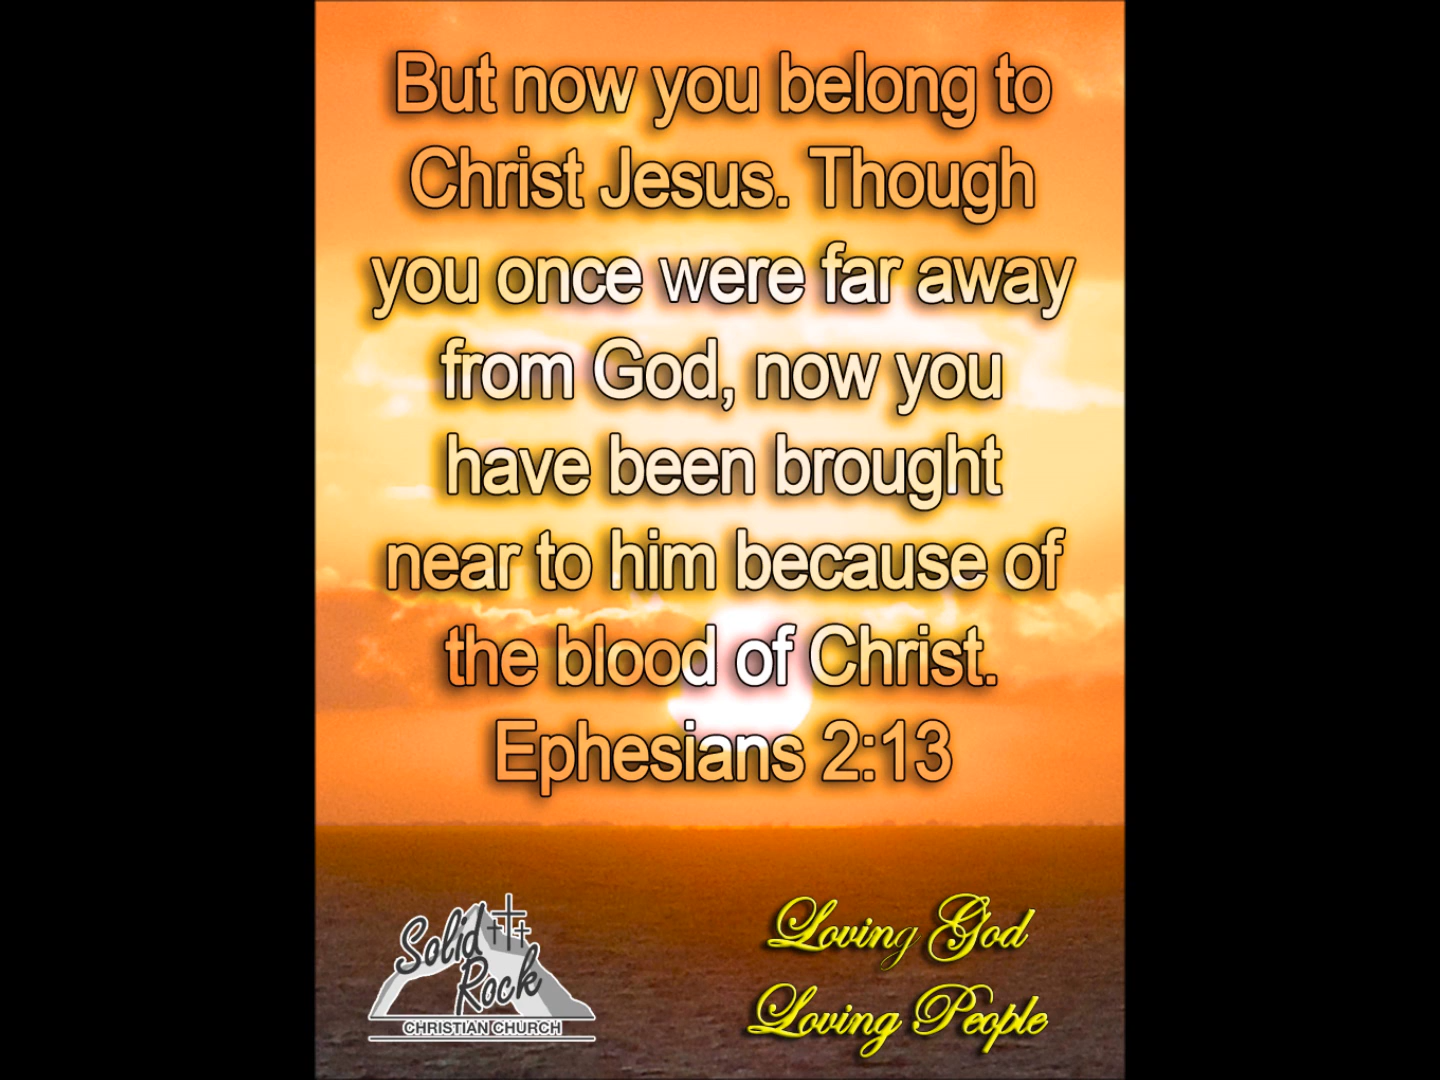 But now you belong to
Christ Jesus. Though
you once were far away
from God, now you
have been brought
near to him because of
the blood of Christ.
Ephesians 2:13
Solid
Rock
CHRISTIAN CHURCH
Loving God
Loving People